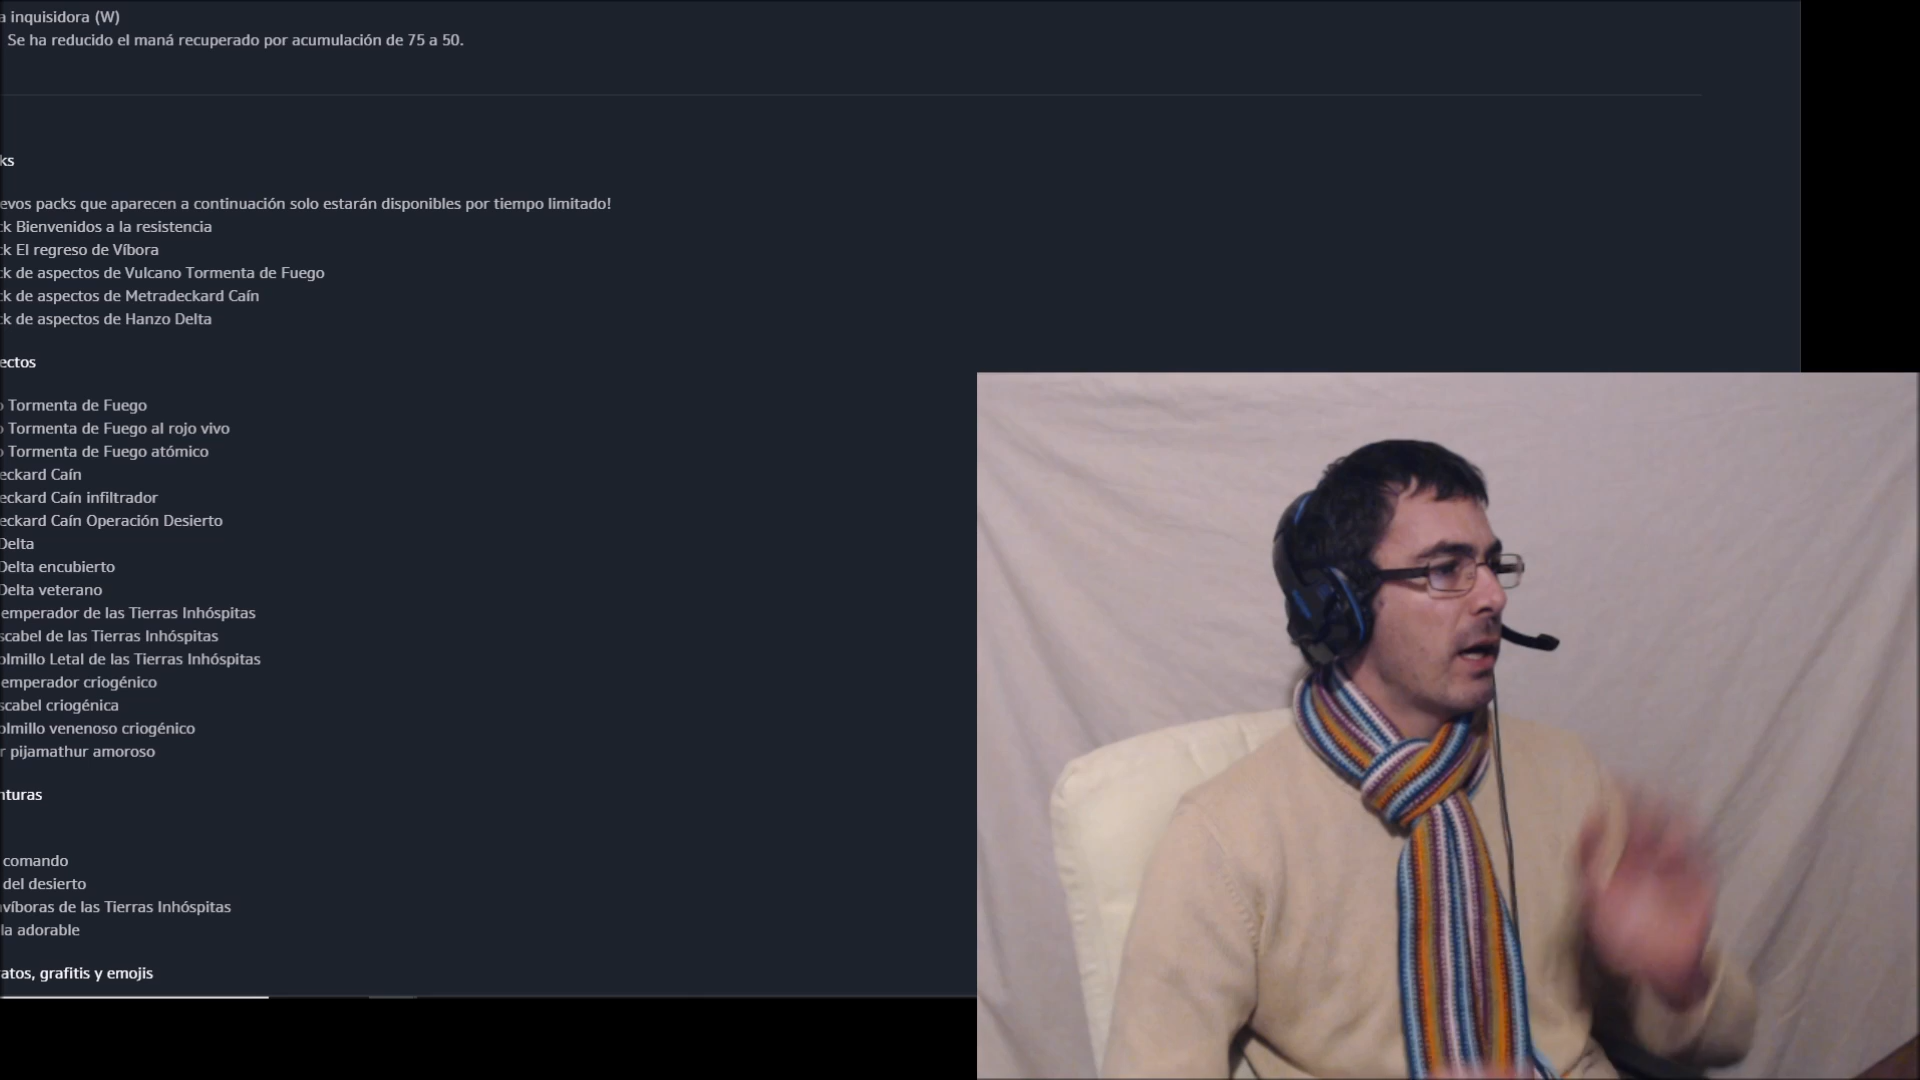 a inquisidora (W)
Se ha reducido el maná recuperado por acumulación de 75 a 50.
ks
evos packs que aparecen a continuación solo estarán disponibles por tiempo limitado!
ck Bienvenidos a la resistencia
ck El regreso de Víbora
ck de aspectos de Vulcano Tormenta de Fuego
ck de aspectos de Metradeckard Caín
ck de aspectos de Hanzo Delta
ectos
o Tormenta de Fuego
o Tormenta de Fuego al rojo vivo
o Tormenta de Fuego atómico
eckard Caín
eckard Caín infiltrador
eckard Caín Operación Desierto
Delta
Delta encubierto
Delta veterano
emperador de las Tierras Inhóspitas
scabel de las Tierras Inhóspitas
olmillo Letal de las Tierras Inhóspitas
emperador criogénico
scabel criogénica
olmillo venenoso criogénico
r pijamathur amoroso
nturas
comando
del desierto
víboras de las Tierras Inhóspitas
la adorable
atos, grafitis y emojis